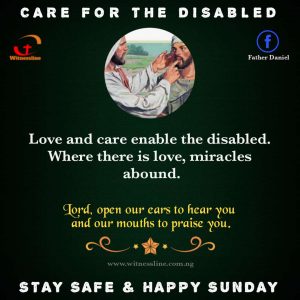 CARE FOR THE DISABLED
Witnessline
Father Daniel
Love and care enable the disabled.
Where there is love, miracles
abound.
Lord, open our ears to hear you
and our mouths to praise you.
www.witnessline.com.ng
STAY SAFE & HAPPY SUNDAY